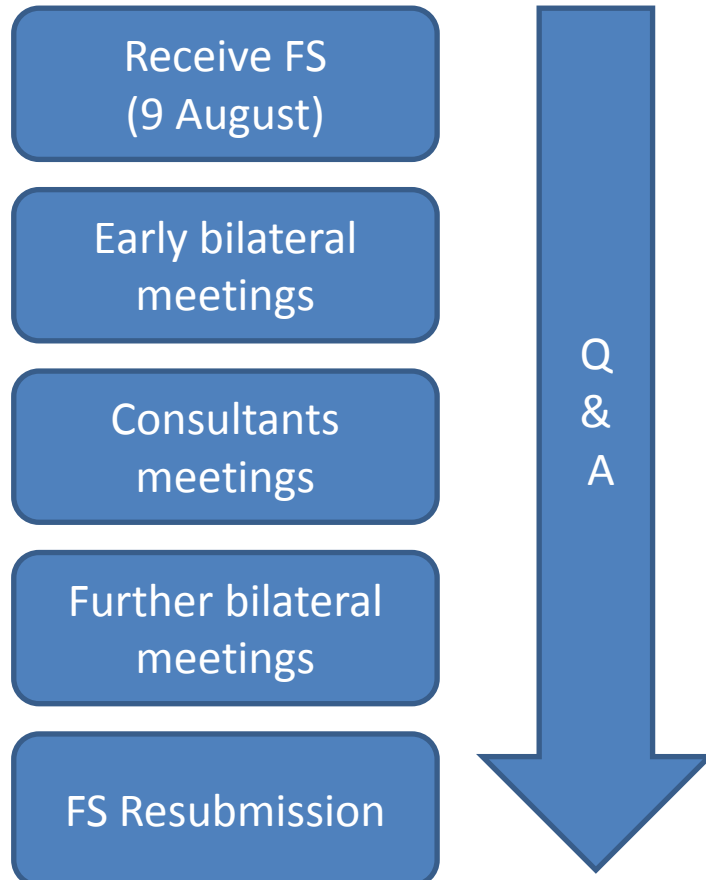 Receive FS
(9 August)
Early bilateral
meetings
Consultants
meetings
Further bilateral
meetings
FS Resubmission
Q
&
A